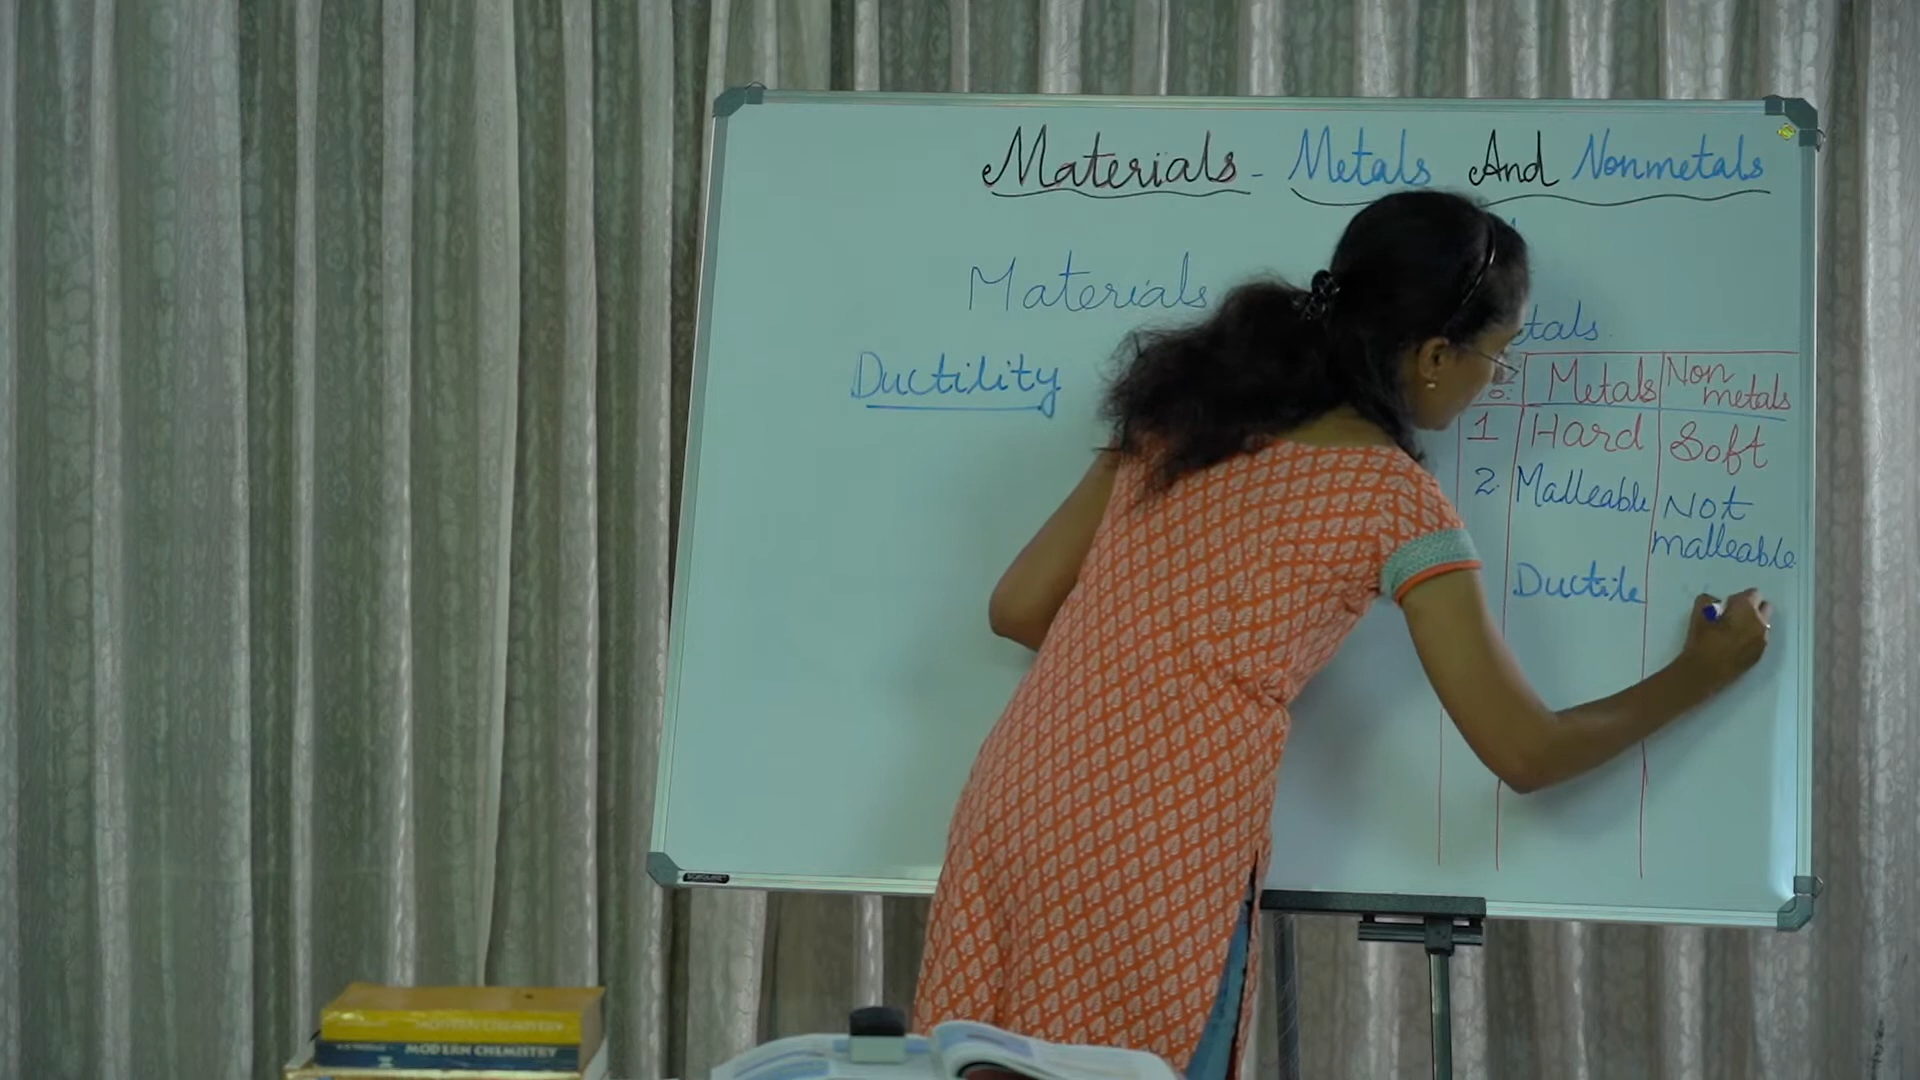 Materials - Metals And Nonmetals
Materials
tals.
Ductility
Metals Non metals
1 Hard Soft
2. Malleable Not malleable
Ductile
MODERN CHEMISTRY
MODERN CHEMISTRY